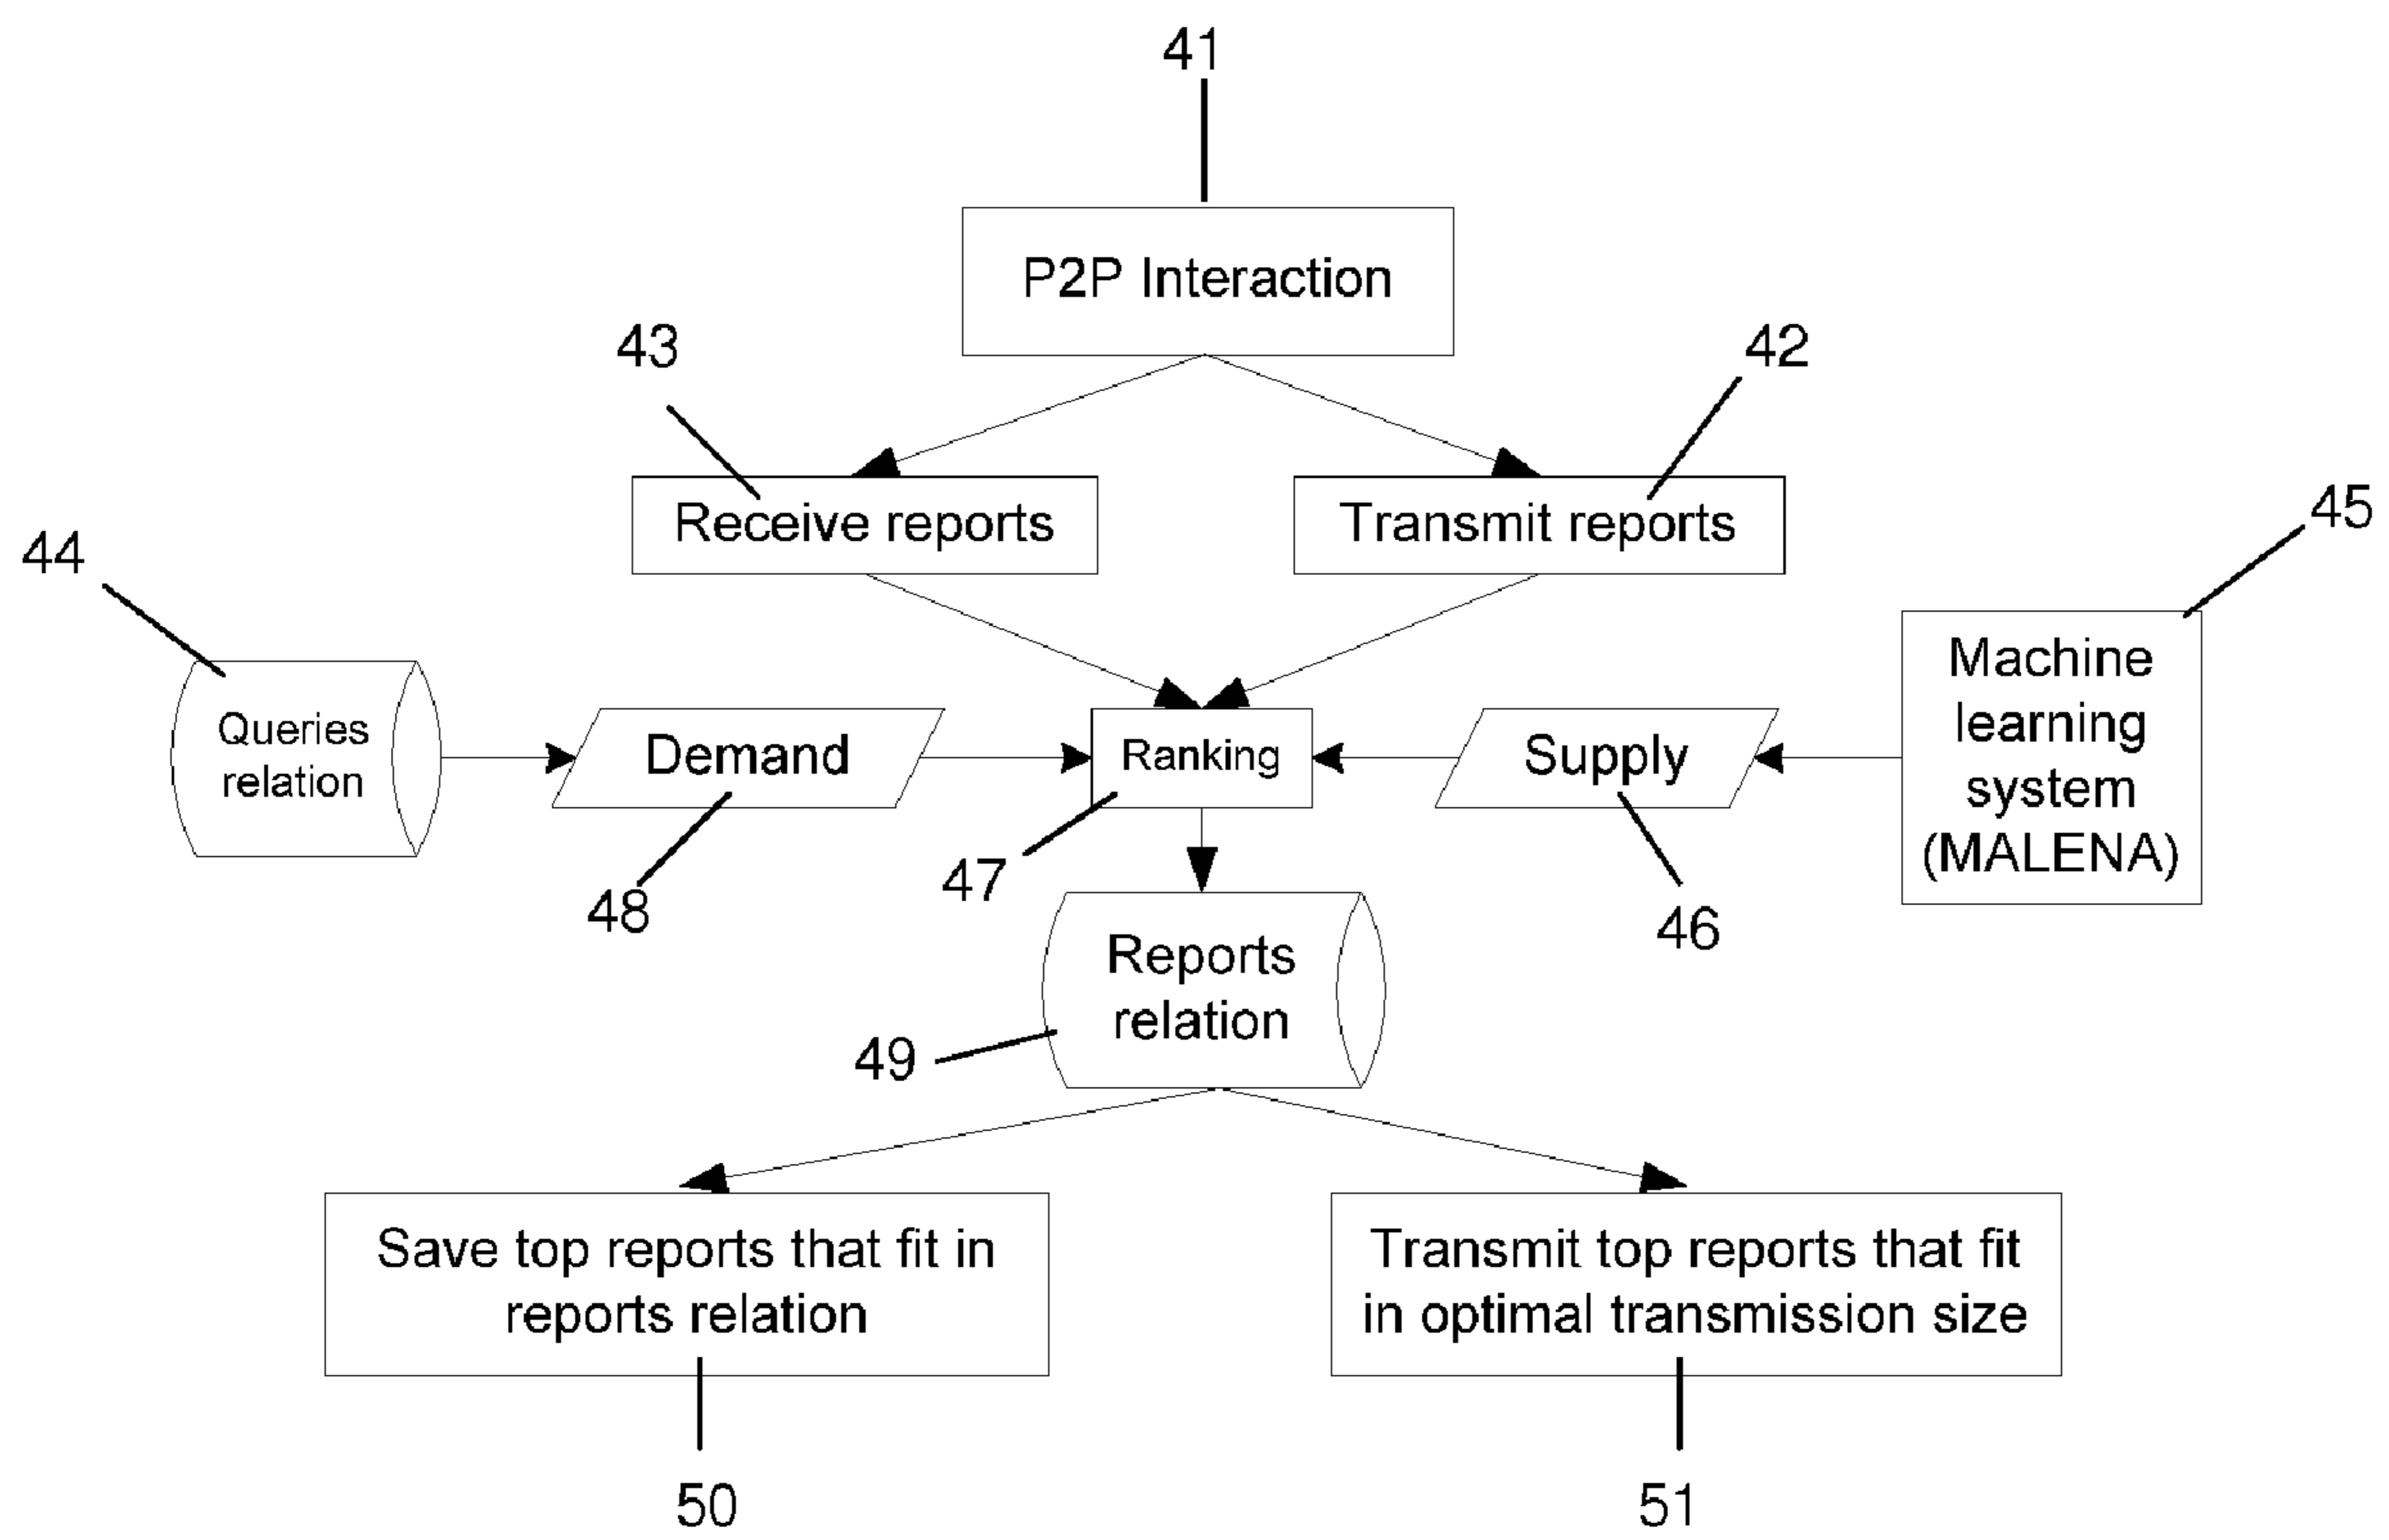 41
P2P Interaction
43
42
Receive reports
Transmit reports
44
45
Queries
relation
Demand
Ranking
Supply
Machine
learning
system
(MALENA)
48
47
46
Reports
relation
49
Save top reports that fit in
reports relation
Transmit top reports that fit
in optimal transmission size
50
51